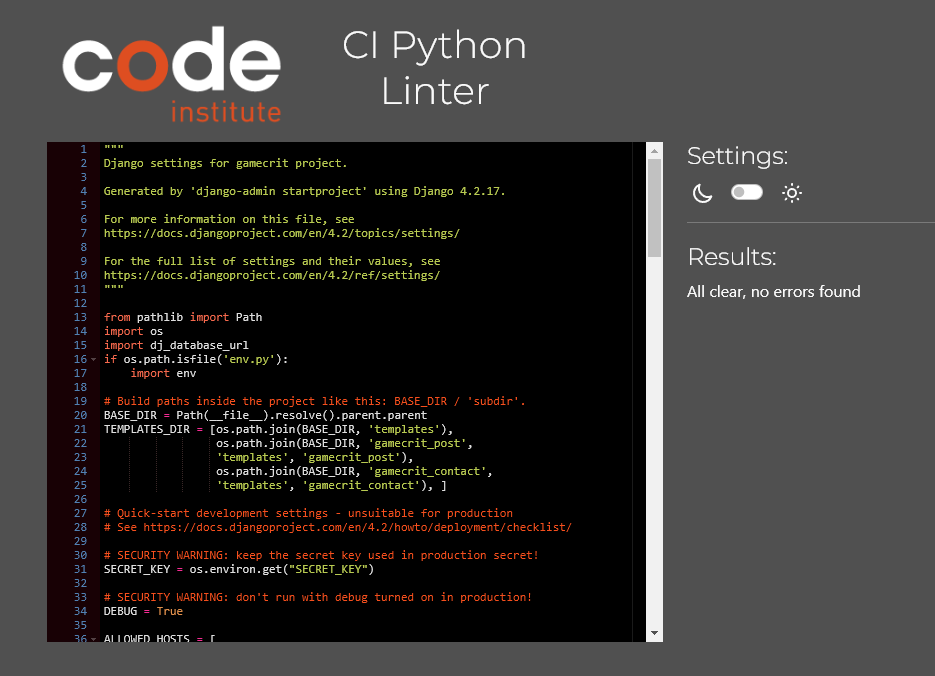 code
institute
CI Python
Linter
1 """
2 Django settings for gamecrit project.
3
4 Generated by 'django-admin startproject' using Django 4.2.17.
5
6 For more information on this file, see
7 https://docs.djangoproject.com/en/4.2/topics/settings/
8
9 For the full list of settings and their values, see
10 https://docs.djangoproject.com/en/4.2/ref/settings/
11 """
12
13 from pathlib import Path
14 import os
15 import dj_database_url
16 if os.path.isfile('env.py'):
17     import env
18
19 # Build paths inside the project like this: BASE_DIR / 'subdir'.
20 BASE_DIR = Path(__file__).resolve().parent.parent
21 TEMPLATES_DIR = [os.path.join(BASE_DIR, 'templates'),
22                  os.path.join(BASE_DIR, 'gamecrit_post',
23                  'templates', 'gamecrit_post'),
24                  os.path.join(BASE_DIR, 'gamecrit_contact',
25                  'templates', 'gamecrit_contact'), ]
26
27 # Quick-start development settings - unsuitable for production
28 # See https://docs.djangoproject.com/en/4.2/howto/deployment/checklist/
29
30 # SECURITY WARNING: keep the secret key used in production secret!
31 SECRET_KEY = os.environ.get("SECRET_KEY")
32
33 # SECURITY WARNING: don't run with debug turned on in production!
34 DEBUG = True
35
36 ALLOWED_HOSTS = [
Settings:
Results:
All clear, no errors found